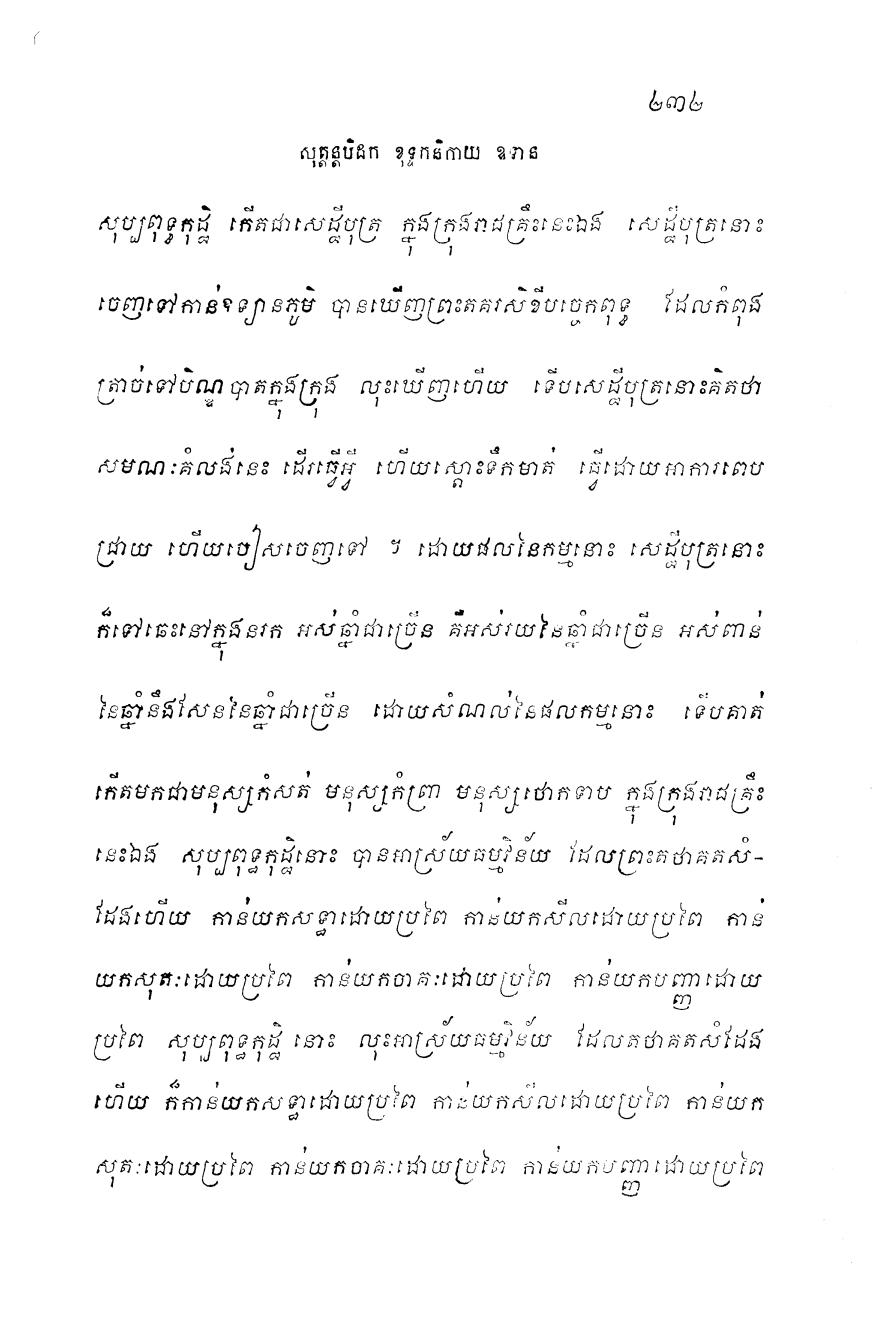 ២៣២
សុត្តន្តបិដក ខុទ្ទកនិកាយ ឧទាន
សុប្បពុទ្ធកុដ្ឋិ កើតជាសេដ្ឋីបុត្រ ក្នុងក្រុងរាជគ្រឹះនេះឯង សេដ្ឋីបុត្រនោះ
ចេញទៅកាន់ឧទ្យានភូមិ បានឃើញព្រះតគរសិខីបច្ចេកពុទ្ធ ដែលកំពុង
ត្រាច់ទៅបិណ្ឌបាតក្នុងក្រុង លុះឃើញហើយ ទើបសេដ្ឋីបុត្រនោះគិតថា
សមណៈគំលង់នេះ ដើរធ្វើអ្វី ហើយស្តោះទឹកមាត់ ធ្វើដោយអាការពេប
ជ្រាយ ហើយចៀសចេញទៅ ។ ដោយផលនៃកម្មនោះ សេដ្ឋីបុត្រនោះ
ក៏ទៅឆេះនៅក្នុងនរក អស់ឆ្នាំជាច្រើន គឺអស់រយនៃឆ្នាំជាច្រើន អស់ពាន់
នៃឆ្នាំនឹងសែននៃឆ្នាំជាច្រើន ដោយសំណល់នៃផលកម្មនោះ ទើបគាត់
កើតមកជាមនុស្សកំសត់ មនុស្សកំព្រា មនុស្សថោកទាប ក្នុងក្រុងរាជគ្រឹះ
នេះឯង សុប្បពុទ្ធកុដ្ឋិនោះ បានអាស្រ័យធម្មវិន័យ ដែលព្រះតថាគតសំ-
ដែងហើយ កាន់យកសទ្ធាដោយប្រពៃ កាន់យកសីលដោយប្រពៃ កាន់
យកសុតៈដោយប្រពៃ កាន់យកចាគៈដោយប្រពៃ កាន់យកបញ្ញាដោយ
ប្រពៃ សុប្បពុទ្ធកុដ្ឋិ នោះ លុះអាស្រ័យធម្មវិន័យ ដែលតថាគតសំដែង
ហើយ ក៏កាន់យកសទ្ធាដោយប្រពៃ កាន់យកសីលដោយប្រពៃ កាន់យក
សុតៈដោយប្រពៃ កាន់យកចាគៈដោយប្រពៃ កាន់យកបញ្ញាដោយប្រពៃ